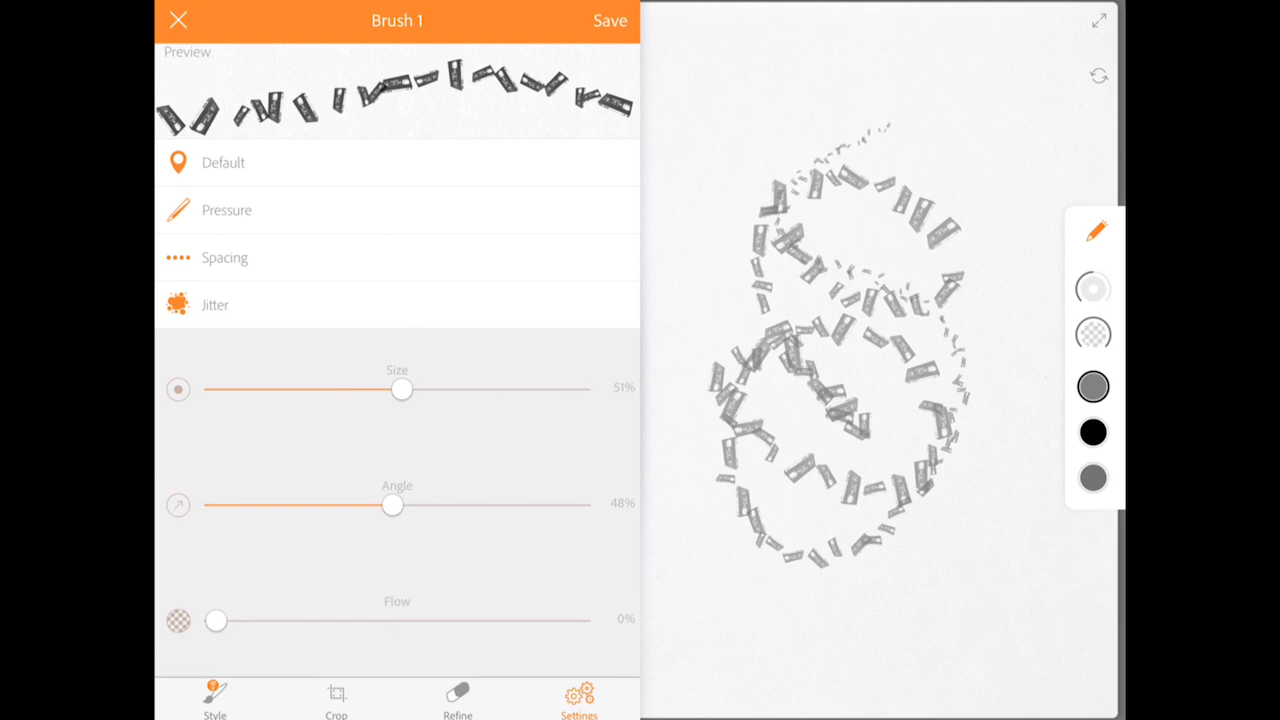 Brush 1
Save
Preview
Default
Pressure
Spacing
Jitter
Size
51%
Angle
48%
Flow
0%
Style
Crop
Refine
Settings